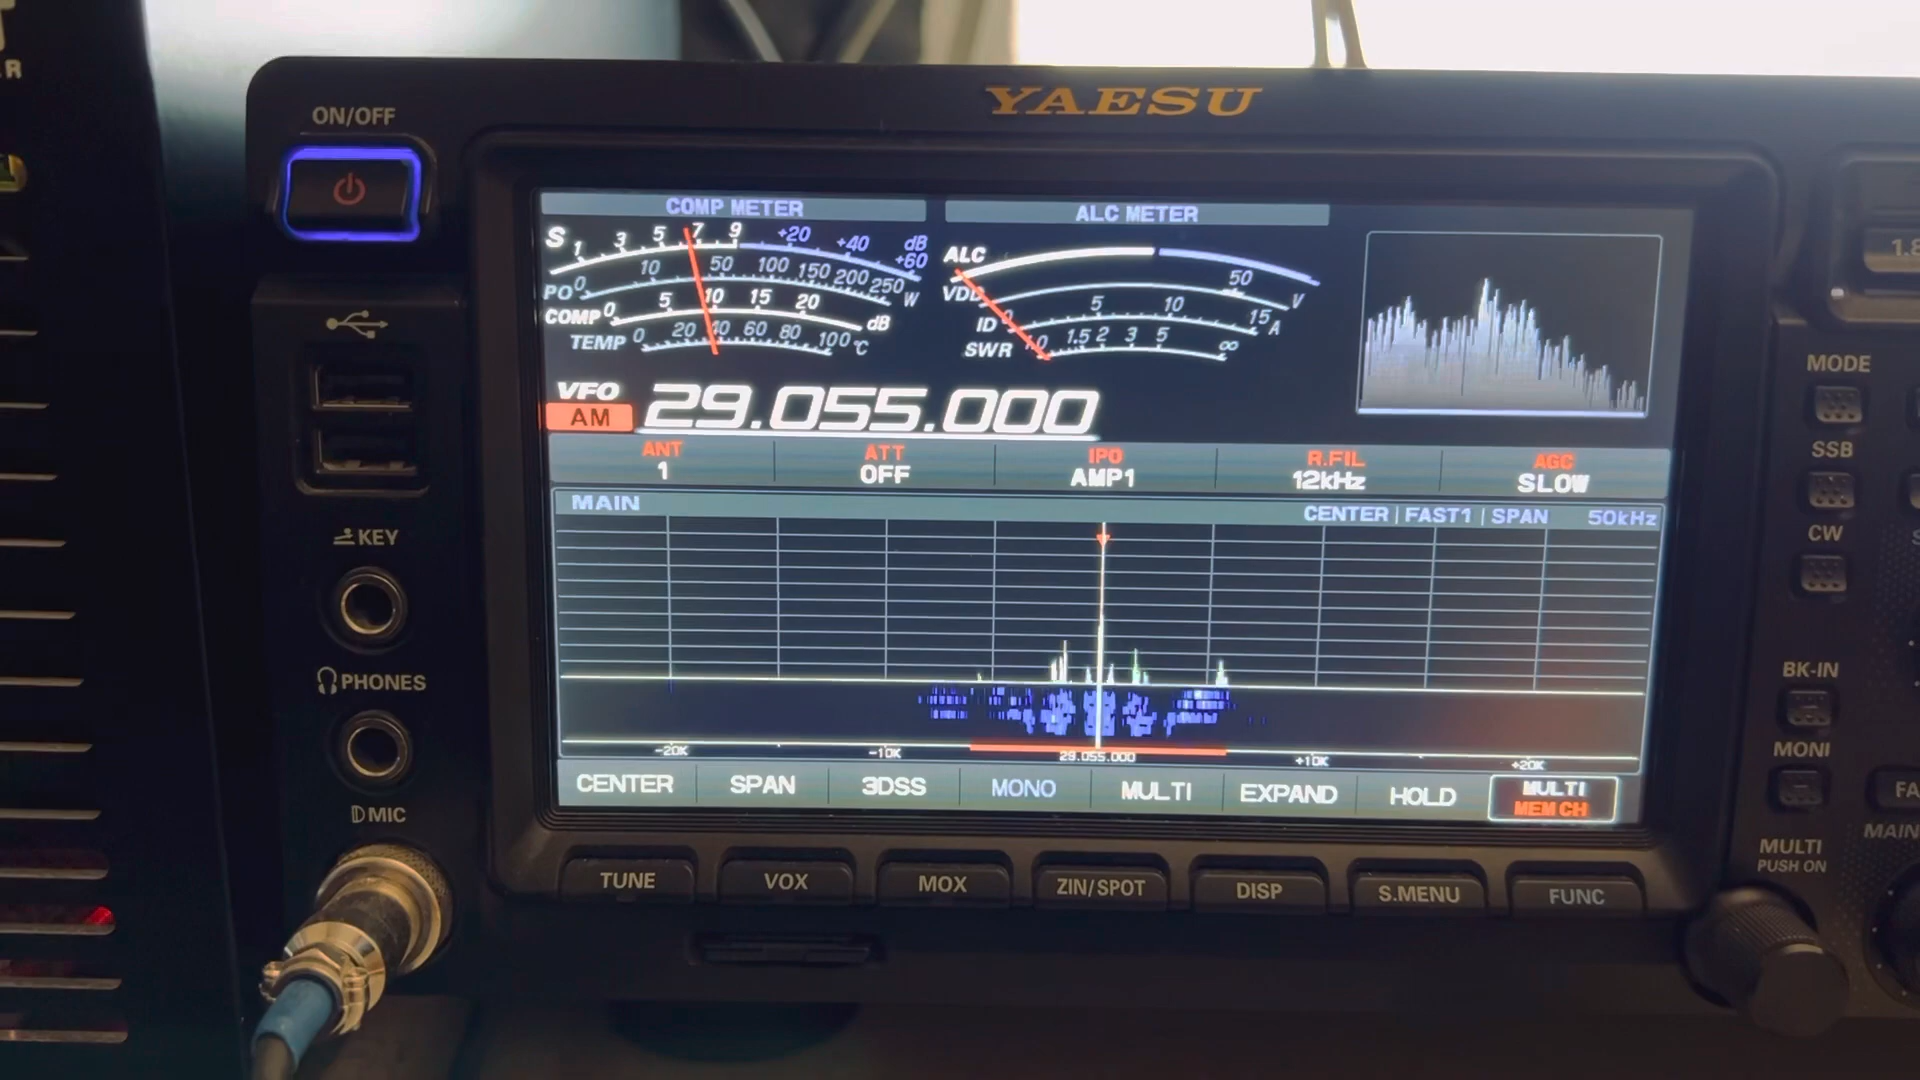 T
R
YAESU
ON/OFF
COMP METER
ALC METER
S 1 3 5 7 9 +20 +40 +60 dB
PO 0 10 50 100 150 200 250 W
COMP 0 5 10 15 20 dB
TEMP 0 20 40 60 80 100 °C
ALC
VDD 50 V
ID 0 5 10 15 A
SWR 1.0 1.5 2 3 5 ∞
VFO
AM
29.055.000
ANT ATT IPO R.FIL AGC
1 OFF AMP1 12kHz SLOW
MAIN
CENTER | FAST1 | SPAN 50kHz
-20K -10K 29.055.000 +10K +20K
CENTER SPAN 3DSS MONO MULTI EXPAND HOLD MULTI
MEM CH
TUNE VOX MOX ZIN/SPOT DISP S.MENU FUNC
KEY
PHONES
MIC
1.8
MODE
SSB
CW
BK-IN
MONI
MULTI
PUSH ON
FA
MAIN